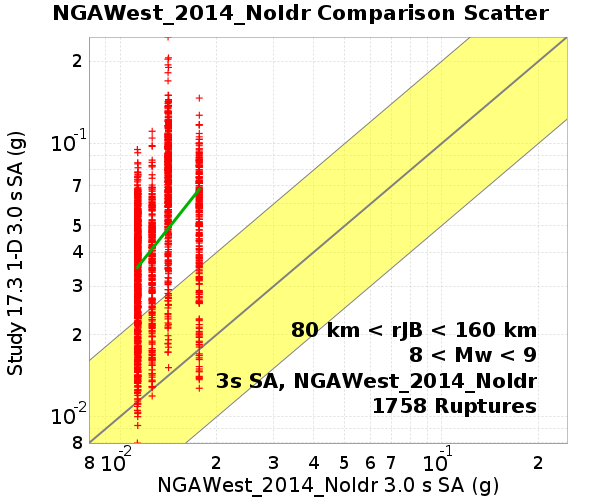 NGAWest_2014_NoIdr Comparison Scatter
Study 17.3 1-D 3.0 s SA (g)
2
10-1
7
5
4
3
2
10-2
8
80 km < rJB < 160 km
8 < Mw < 9
3s SA, NGAWest_2014_NoIdr
1758 Ruptures
8 10-2 2 3 4 5 6 7 10-1 2
NGAWest_2014_NoIdr 3.0 s SA (g)